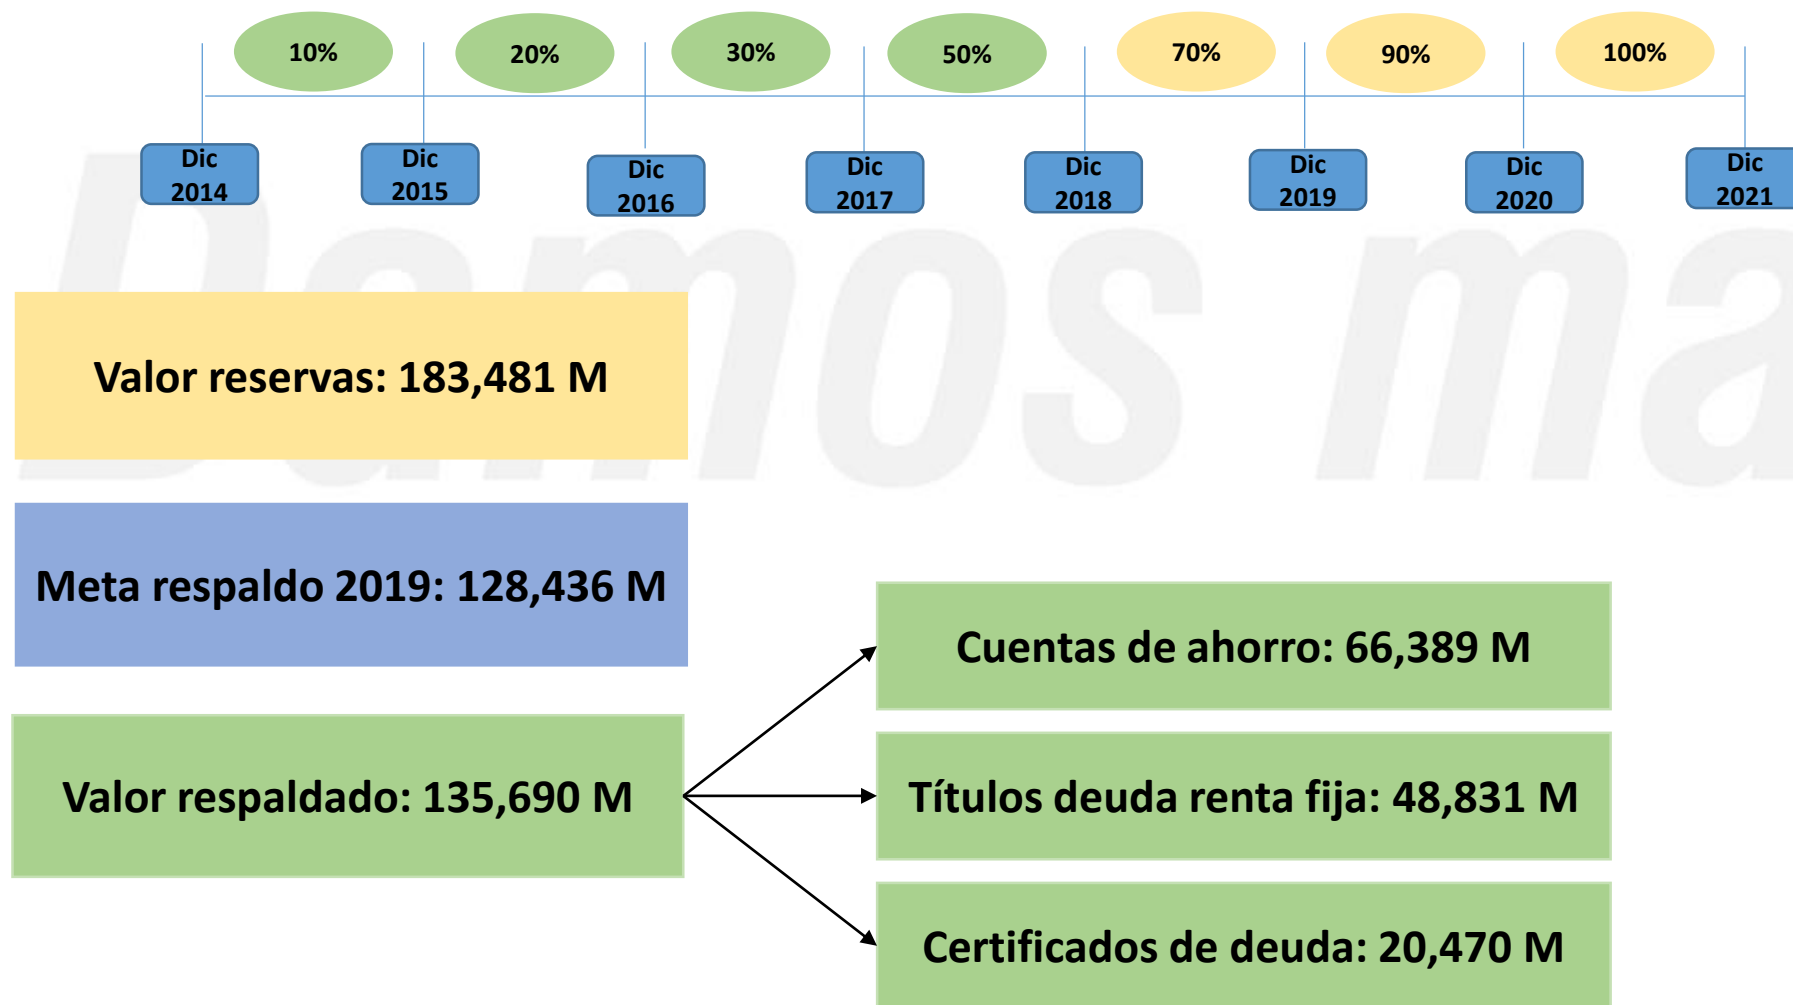 10%
20%
30%
50%
70%
90%
100%
Dic
2014
Dic
2015
Dic
2016
Dic
2017
Dic
2018
Dic
2019
Dic
2020
Dic
2021
Damos ma
Valor reservas: 183,481 M
Meta respaldo 2019: 128,436 M
Valor respaldado: 135,690 M
Cuentas de ahorro: 66,389 M
Títulos deuda renta fija: 48,831 M
Certificados de deuda: 20,470 M